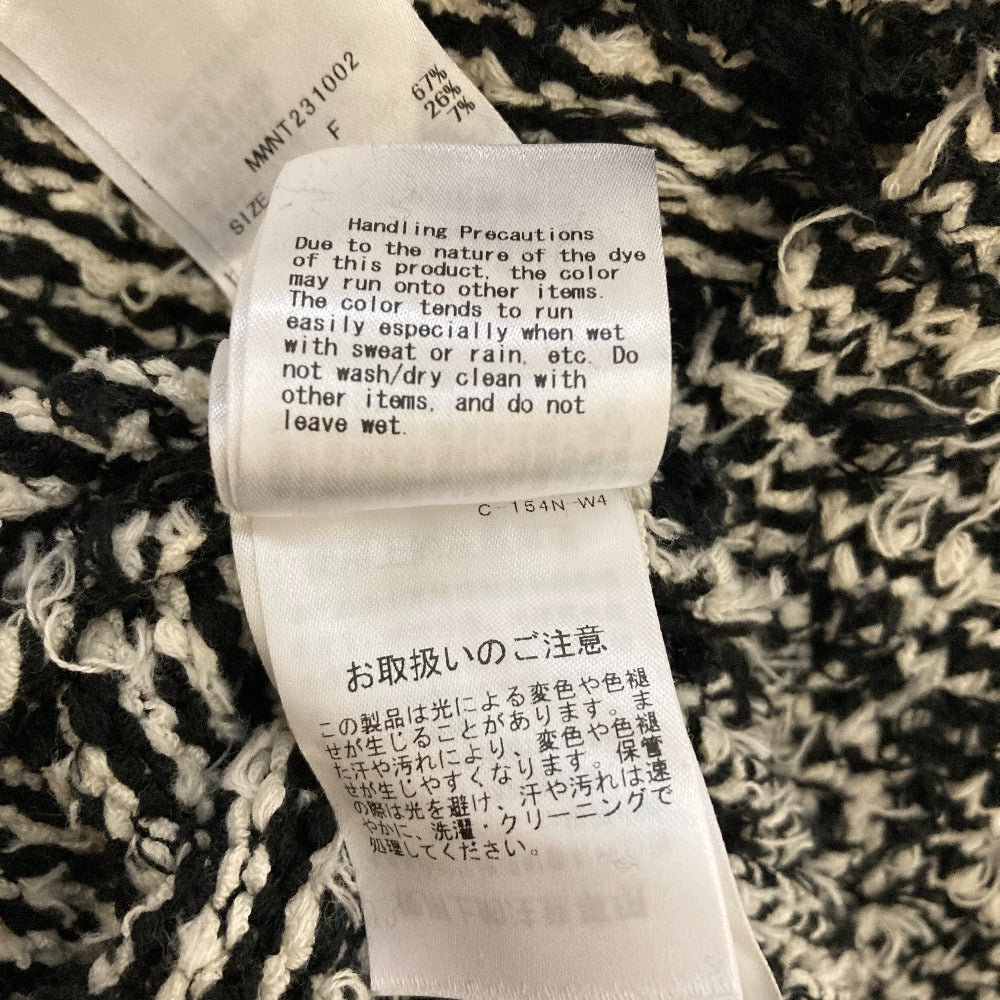 MWNT231002
SIZE F
67%
26%
7%
Handling Precautions
Due to the nature of the dye
of this product, the color
may run onto other items.
The color tends to run
easily especially when wet
with sweat or rain, etc. Do
not wash/dry clean with
other items, and do not
leave wet.
C-154N-W4
お取扱いのご注意
この製品は光による変色や色褪
せが生じることがあります。ま
た汗や汚れにより、変色や色褪
せが生じやすくなります。保管
の際は光を避け、汗や汚れは速
やかに、洗濯・クリーニングで
処理してください。